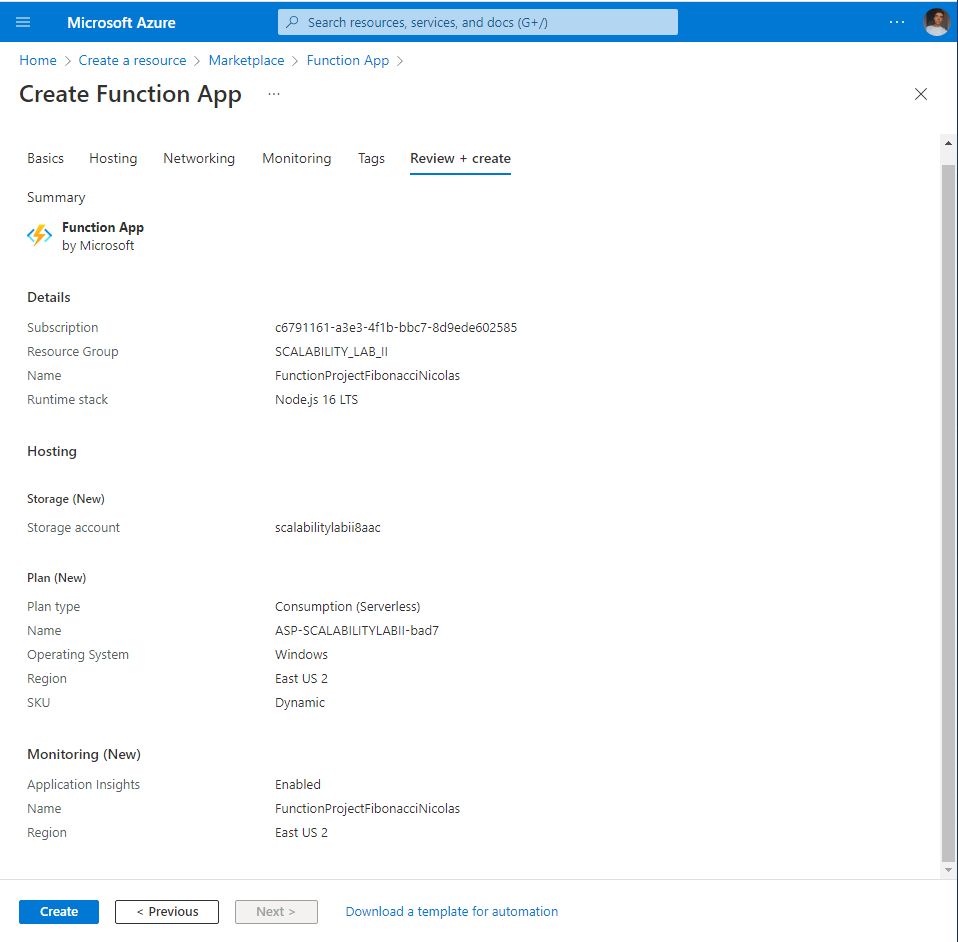 Microsoft Azure
Search resources, services, and docs (G+/)
Home > Create a resource > Marketplace > Function App >
Create Function App ...
Basics Hosting Networking Monitoring Tags Review + create
Summary
Function App
by Microsoft
Details
Subscription c6791161-a3e3-4f1b-bbc7-8d9ede602585
Resource Group SCALABILITY_LAB_II
Name FunctionProjectFibonacciNicolas
Runtime stack Node.js 16 LTS
Hosting
Storage (New)
Storage account scalabilitylabii8aac
Plan (New)
Plan type Consumption (Serverless)
Name ASP-SCALABILITYLABII-bad7
Operating System Windows
Region East US 2
SKU Dynamic
Monitoring (New)
Application Insights Enabled
Name FunctionProjectFibonacciNicolas
Region East US 2
Create < Previous Next > Download a template for automation